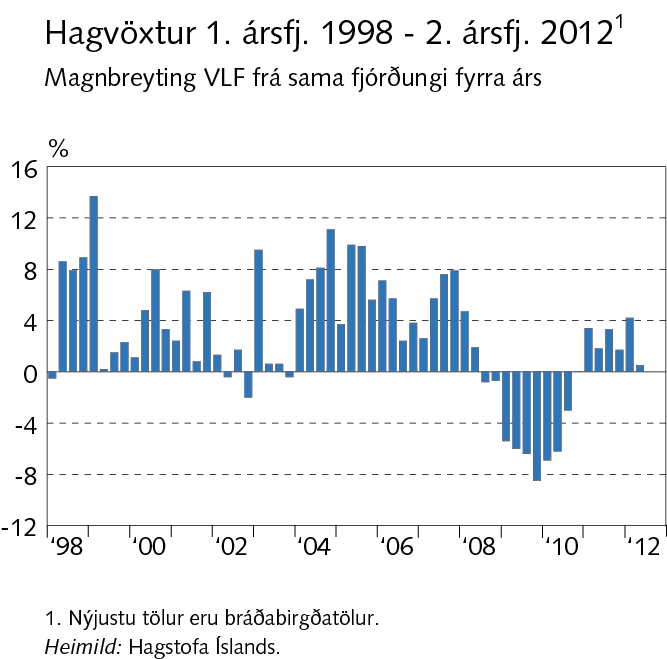 Hagvöxtur 1. ársfj. 1998 - 2. ársfj. 2012¹
Magnbreyting VLF frá sama fjórðungi fyrra árs
%
16
12
8
4
0
-4
-8
-12
‘98 ‘00 ‘02 ‘04 ‘06 ‘08 ‘10 ‘12
1. Nýjustu tölur eru bráðabirgðatölur.
Heimild: Hagstofa Íslands.